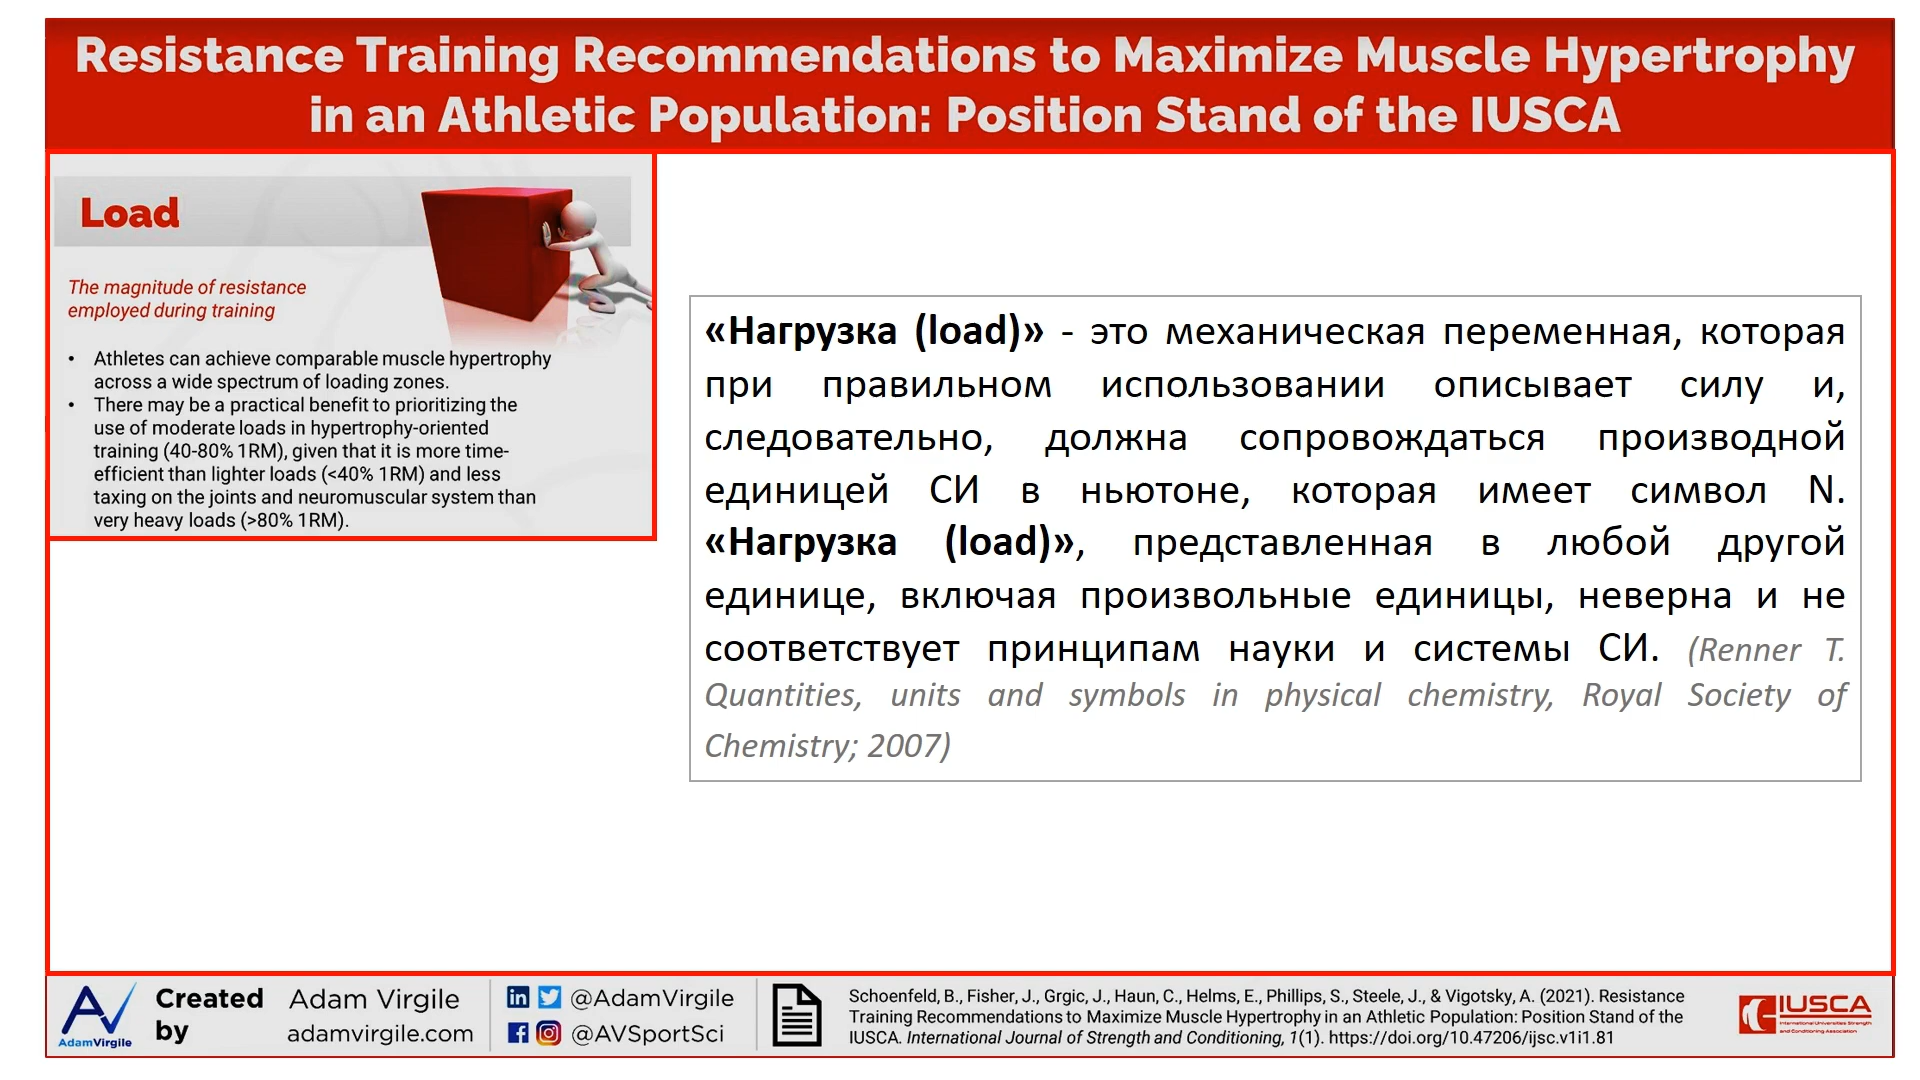 Resistance Training Recommendations to Maximize Muscle Hypertrophy
in an Athletic Population: Position Stand of the IUSCA
Load
The magnitude of resistance
employed during training
• Athletes can achieve comparable muscle hypertrophy
across a wide spectrum of loading zones.
• There may be a practical benefit to prioritizing the
use of moderate loads in hypertrophy-oriented
training (40-80% 1RM), given that it is more time-
efficient than lighter loads (<40% 1RM) and less
taxing on the joints and neuromuscular system than
very heavy loads (>80% 1RM).
«Нагрузка (load)» - это механическая переменная, которая
при правильном использовании описывает силу и,
следовательно, должна сопровождаться производной
единицей СИ в ньютоне, которая имеет символ N.
«Нагрузка (load)», представленная в любой другой
единице, включая произвольные единицы, неверна и не
соответствует принципам науки и системы СИ. (Renner T.
Quantities, units and symbols in physical chemistry, Royal Society of
Chemistry; 2007)
AdamVirgile
Created
by
Adam Virgile
adamvirgile.com
@AdamVirgile
@AVSportSci
Schoenfeld, B., Fisher, J., Grgic, J., Haun, C., Helms, E., Phillips, S., Steele, J., & Vigotsky, A. (2021). Resistance
Training Recommendations to Maximize Muscle Hypertrophy in an Athletic Population: Position Stand of the
IUSCA. International Journal of Strength and Conditioning, 1(1). https://doi.org/10.47206/ijsc.v1i1.81
IUSCA
International Universities Strength
and Conditioning Association